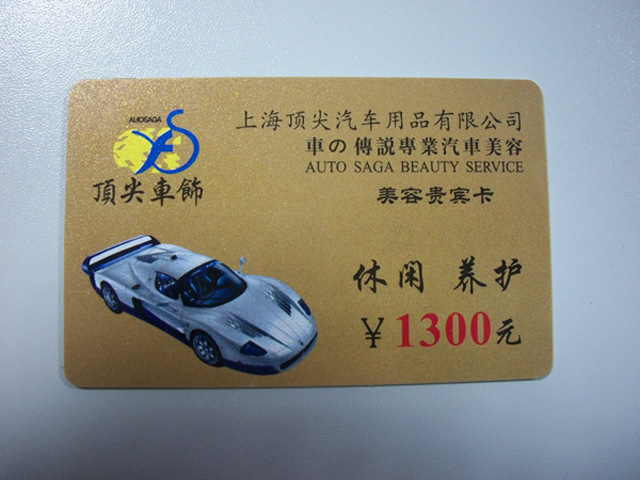 AUTOSAGA
頂尖車飾
上海顶尖汽车用品有限公司
車の傳説專業汽車美容
AUTO SAGA BEAUTY SERVICE
美容贵宾卡
休闲 养护
￥1300元